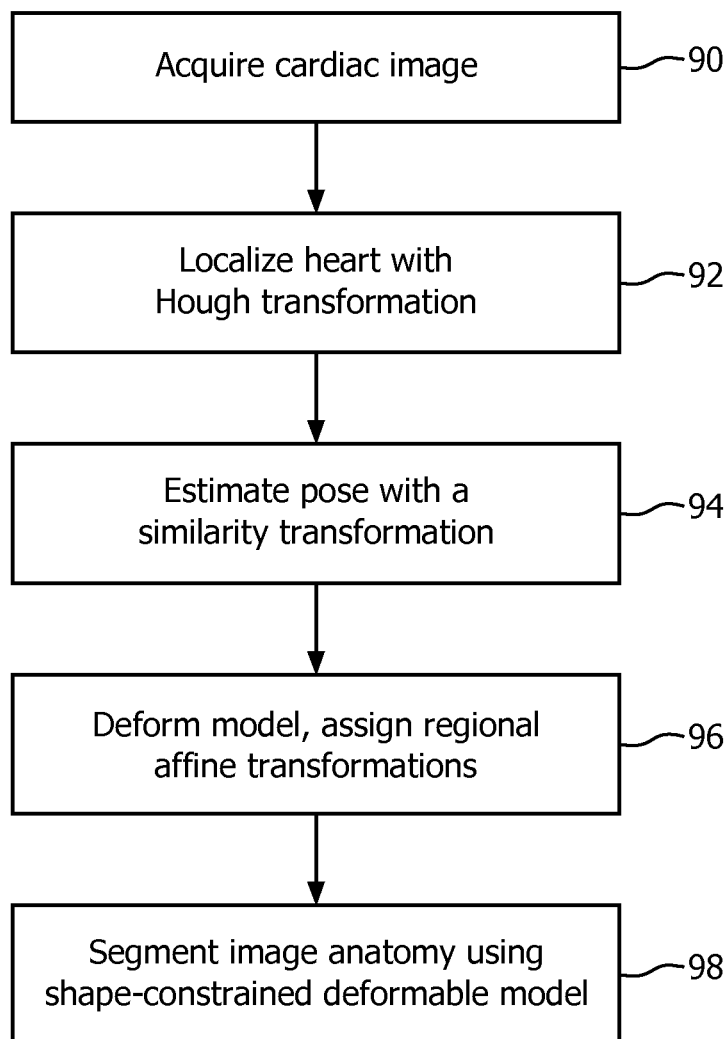 Acquire cardiac image
90
Localize heart with
Hough transformation
92
Estimate pose with a
similarity transformation
94
Deform model, assign regional
affine transformations
96
Segment image anatomy using
shape-constrained deformable model
98